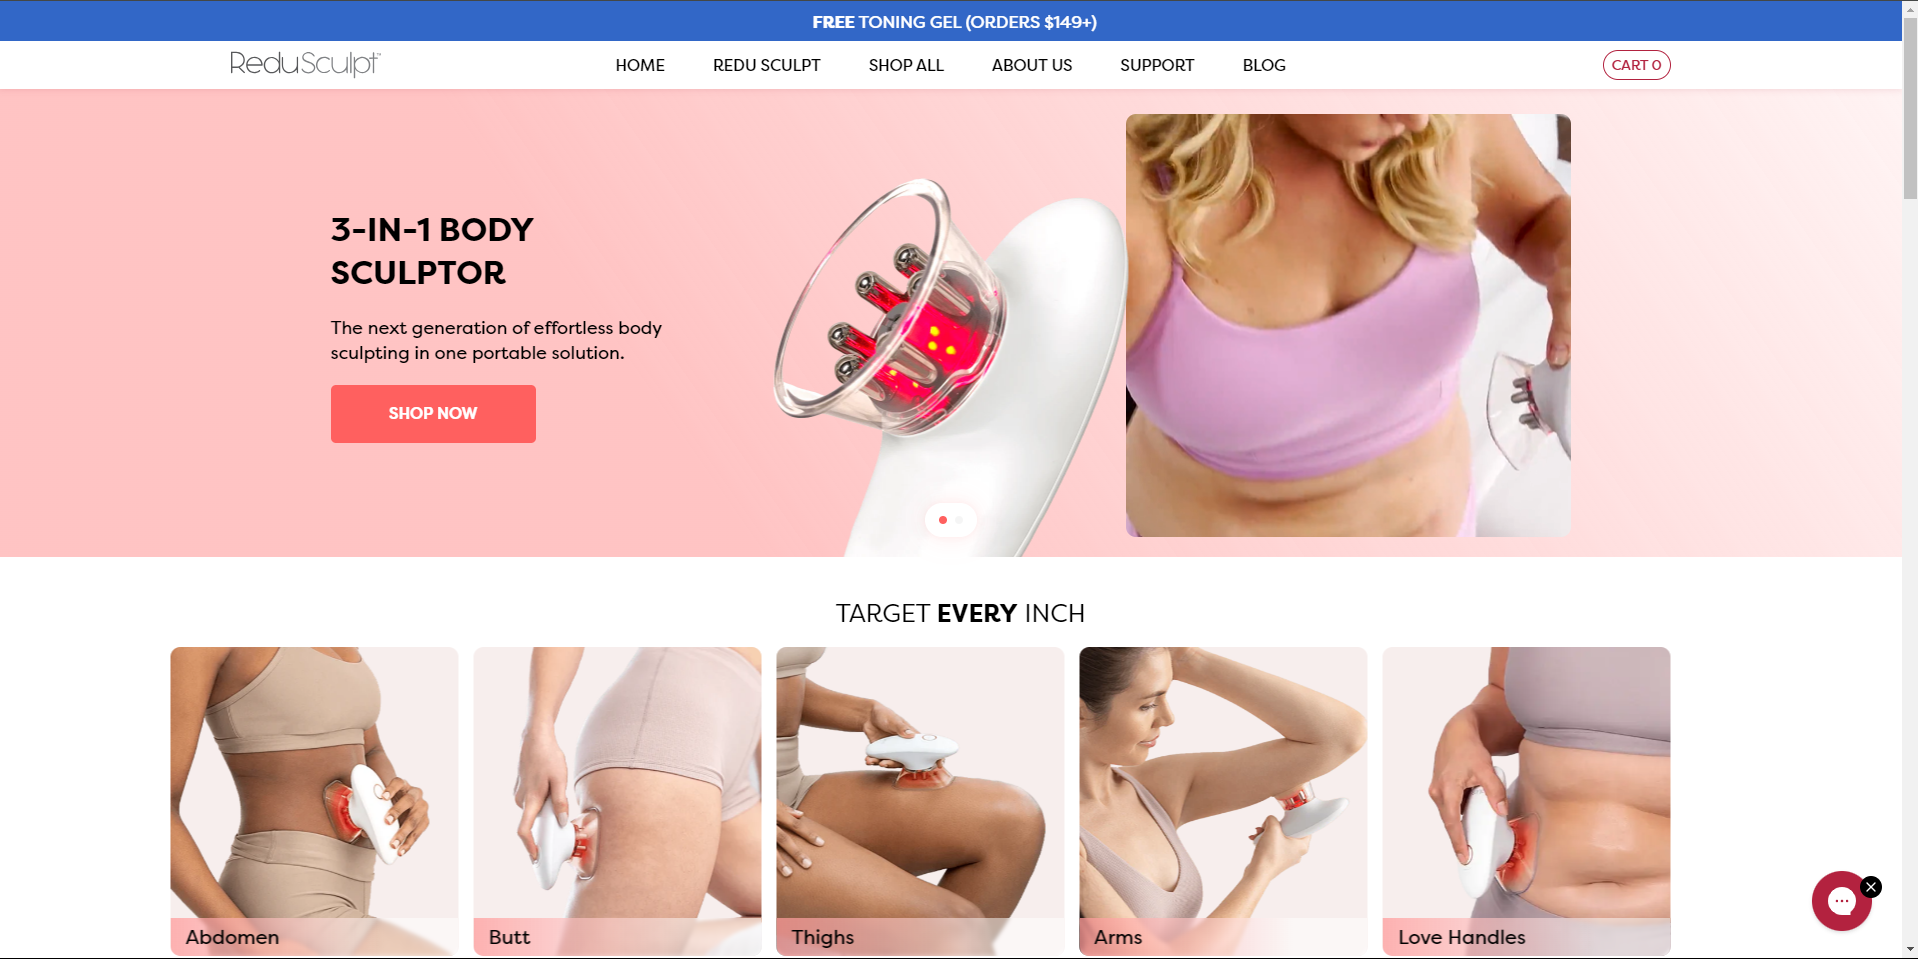 FREE TONING GEL (ORDERS $149+)
ReduSculpt™
HOME
REDU SCULPT
SHOP ALL
ABOUT US
SUPPORT
BLOG
CART 0
3-IN-1 BODY
SCULPTOR
The next generation of effortless body
sculpting in one portable solution.
SHOP NOW
TARGET EVERY INCH
Abdomen
Butt
Thighs
Arms
Love Handles